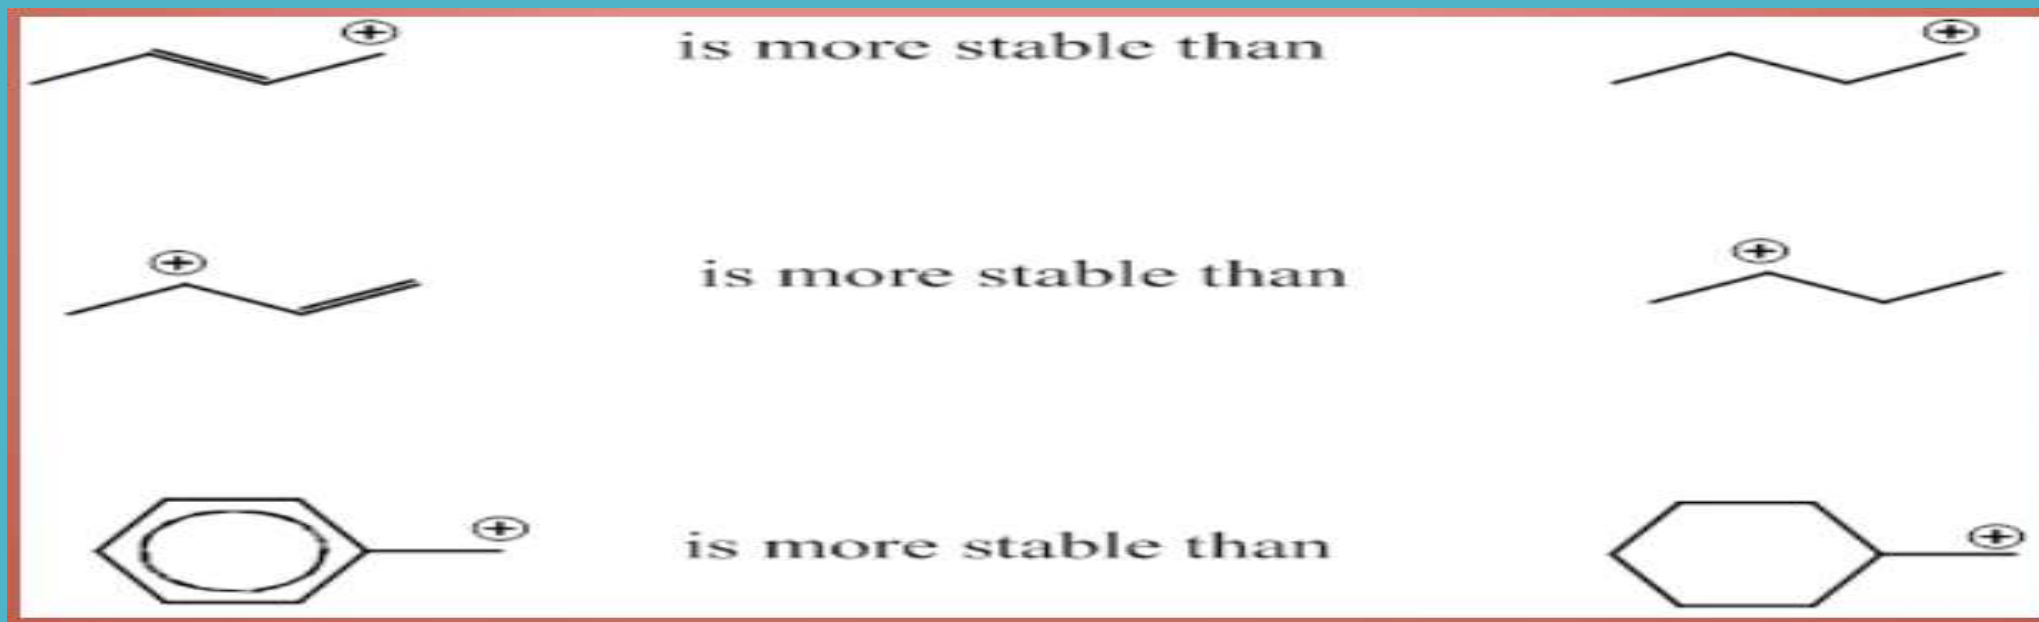 ⊕ is more stable than ⊕
⊕ is more stable than ⊕
⊕ is more stable than ⊕